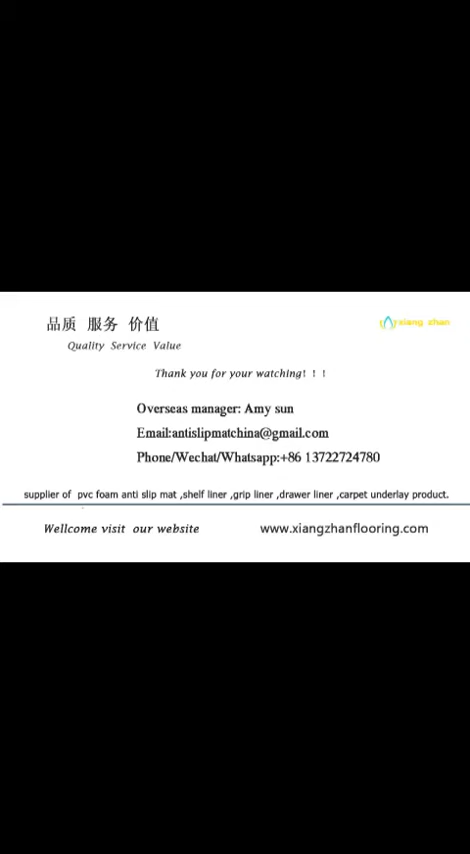 品质 服务 价值
xiang zhan
Quality Service Value
Thank you for your watching！！！
Overseas manager: Amy sun
Email:antislipmatchina@gmail.com
Phone/Wechat/Whatsapp:+86 13722724780
supplier of pvc foam anti slip mat ,shelf liner ,grip liner ,drawer liner ,carpet underlay product.
Wellcome visit our website www.xiangzhanflooring.com